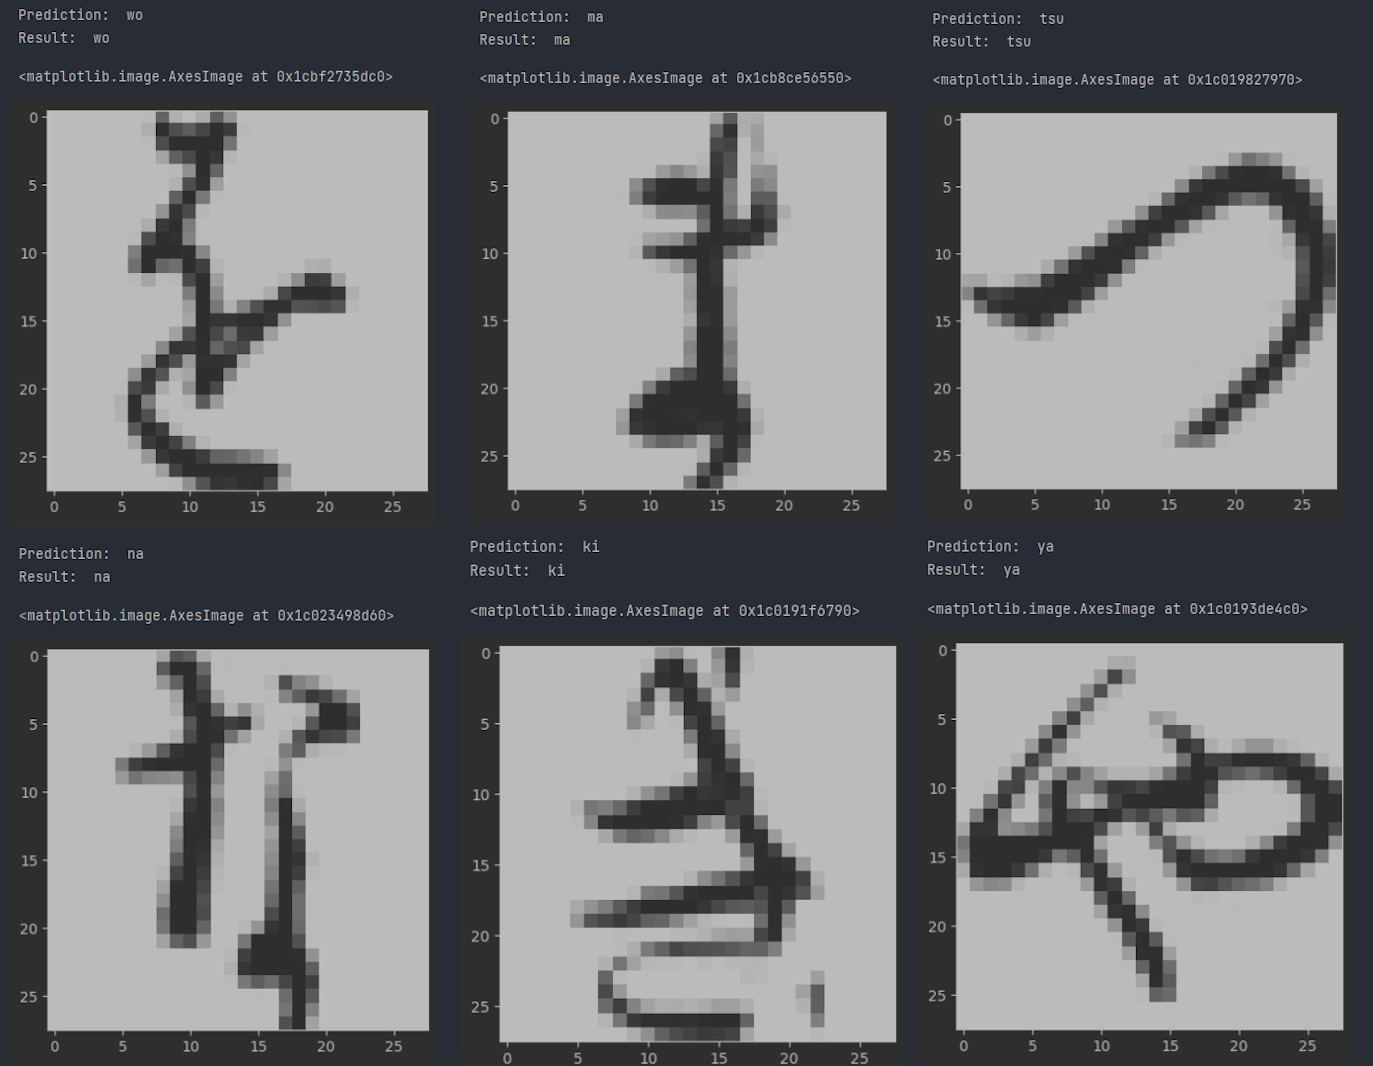 Prediction:  wo
Result:  wo
<matplotlib.image.AxesImage at 0x1cbf2735dc0>
0
5
10
15
20
25
を
0 5 10 15 20 25
Prediction:  ma
Result:  ma
<matplotlib.image.AxesImage at 0x1cb8ce56550>
0
5
10
15
20
25
ま
0 5 10 15 20 25
Prediction:  tsu
Result:  tsu
<matplotlib.image.AxesImage at 0x1c019827970>
0
5
10
15
20
25
つ
0 5 10 15 20 25
Prediction:  na
Result:  na
<matplotlib.image.AxesImage at 0x1c023498d60>
0
5
10
15
20
25
な
0 5 10 15 20 25
Prediction:  ki
Result:  ki
<matplotlib.image.AxesImage at 0x1c0191f6790>
0
5
10
15
20
25
き
0 5 10 15 20 25
Prediction:  ya
Result:  ya
<matplotlib.image.AxesImage at 0x1c0193de4c0>
0
5
10
15
20
25
や
0 5 10 15 20 25